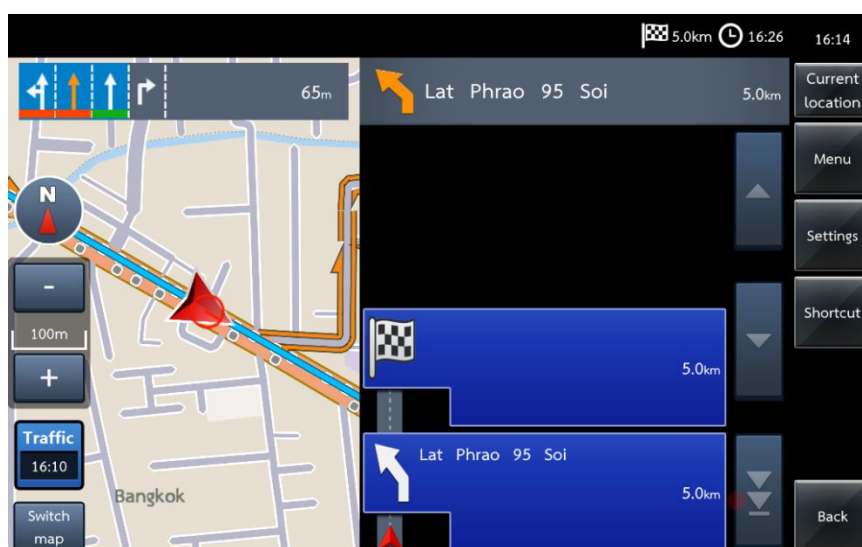 5.0km 16:26 16:14
65m
Lat Phrao 95 Soi 5.0km
Current
location
Menu
Settings
Shortcut
N
-
100m
+
5.0km
Traffic
16:10
Lat Phrao 95 Soi
5.0km
Bangkok
Switch
map
Back